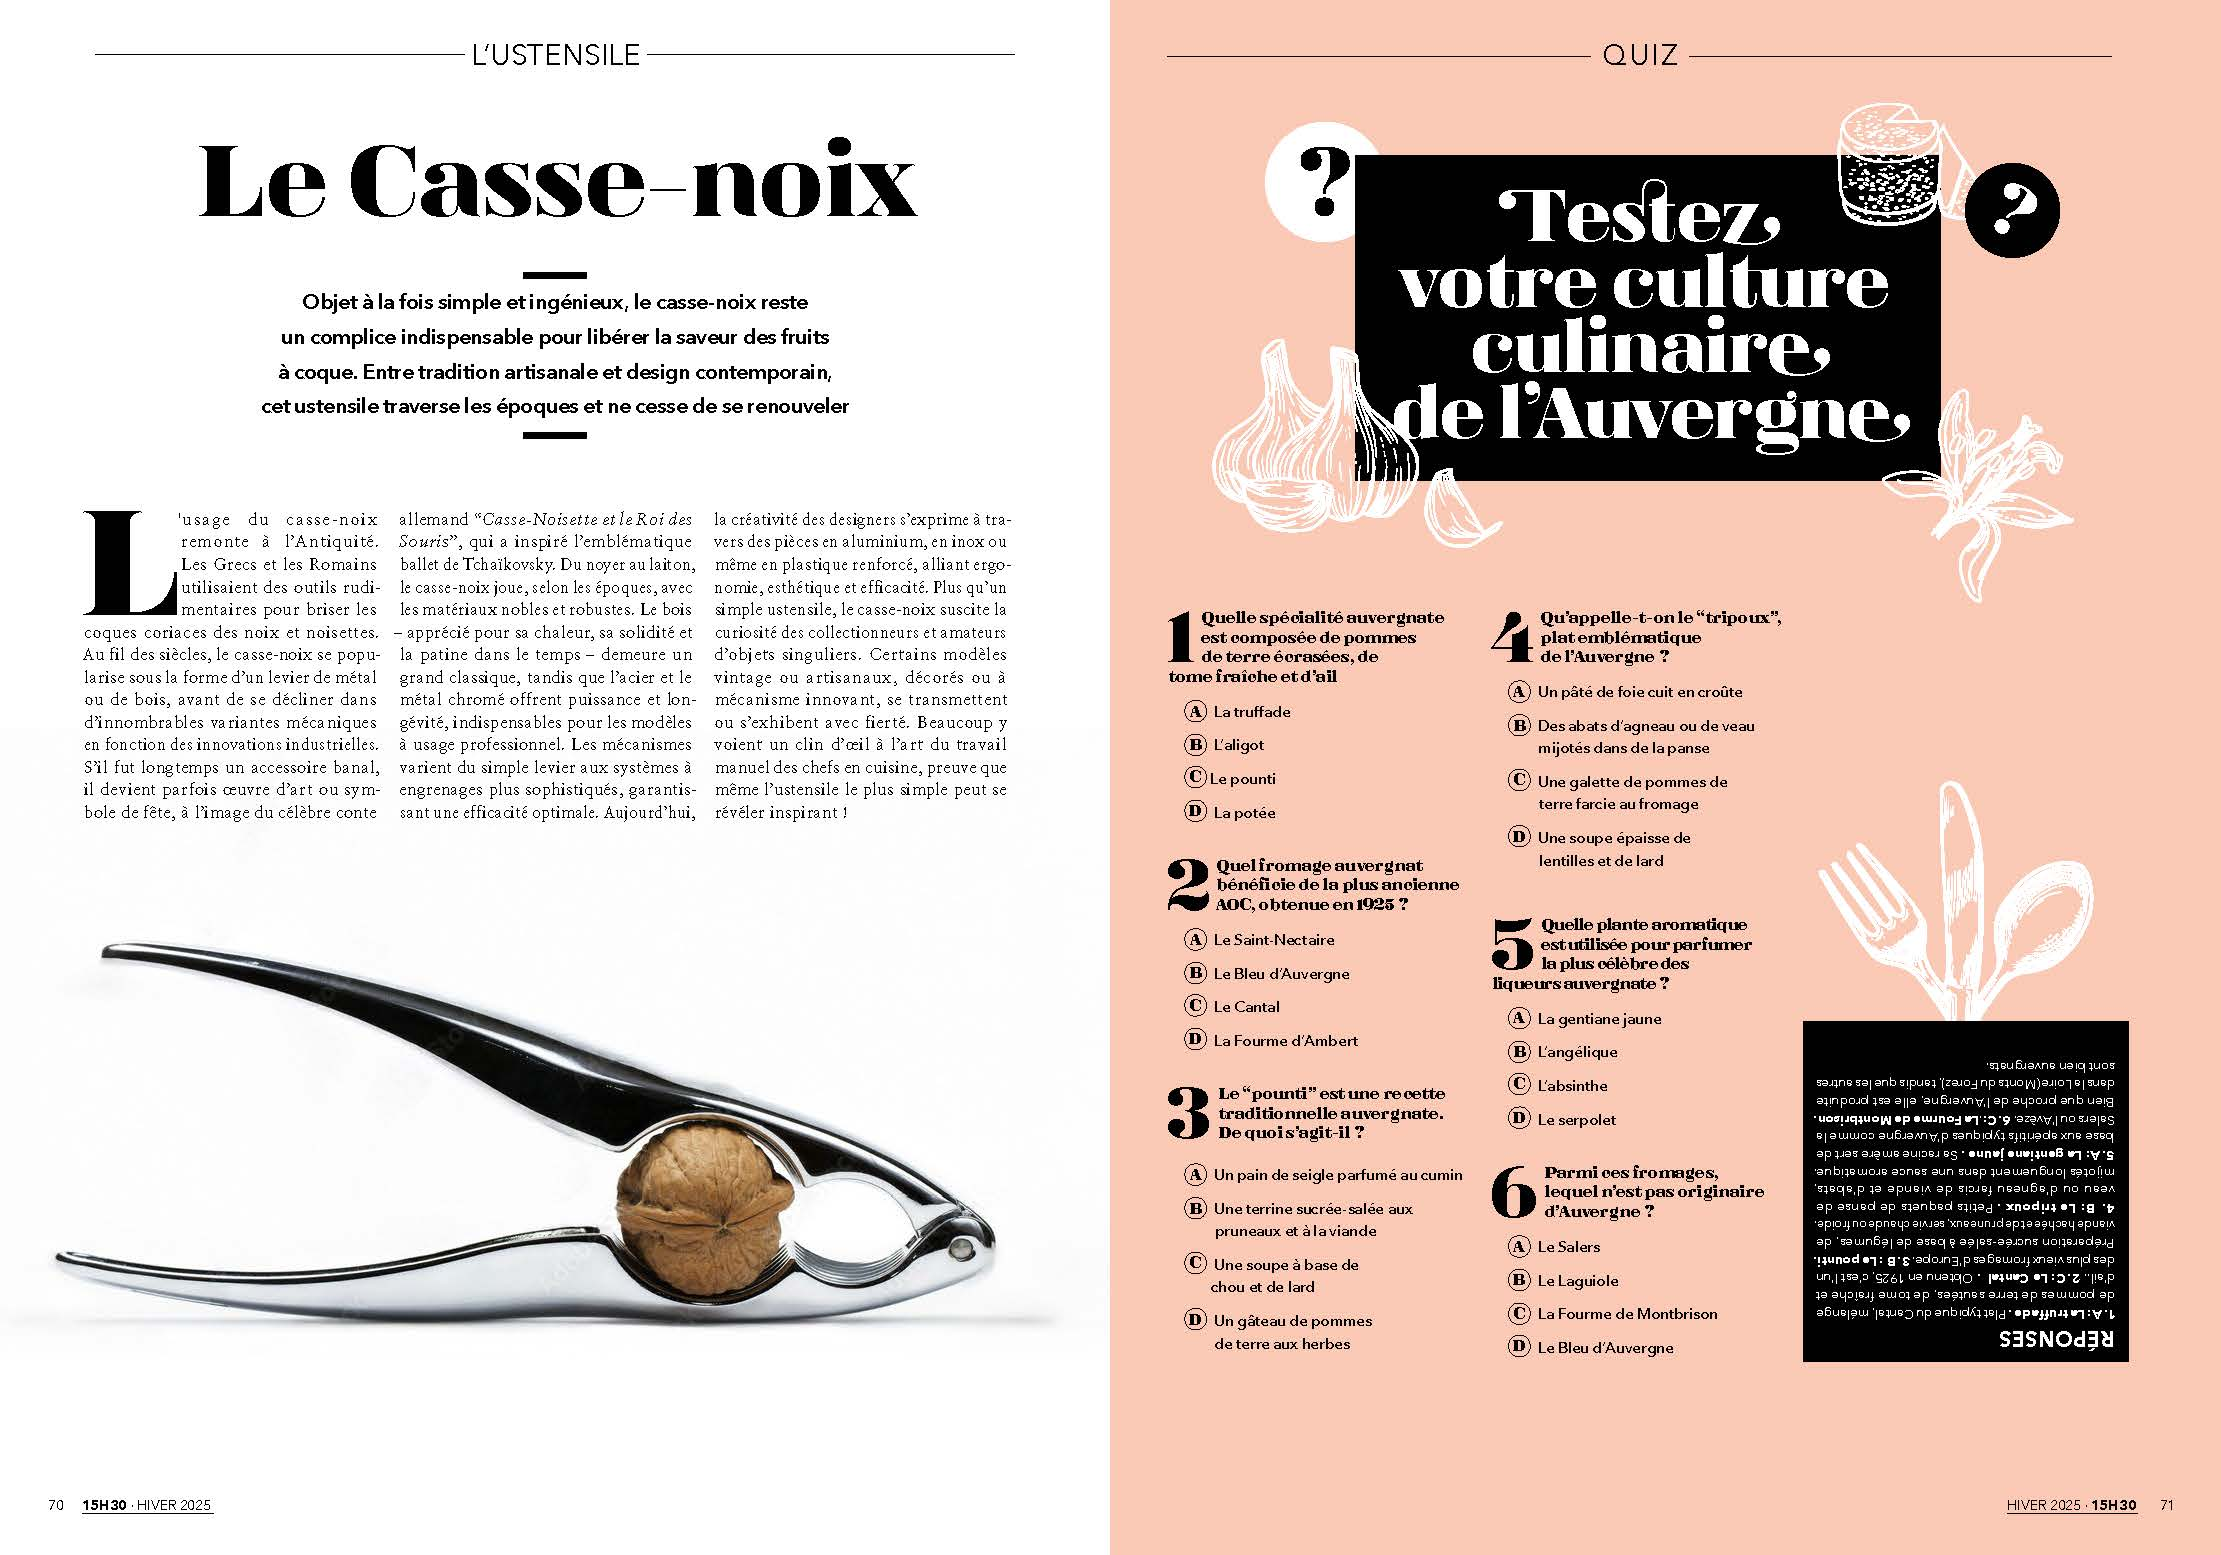 L'USTENSILE
Le Casse-noix
Objet à la fois simple et ingénieux, le casse-noix reste
un complice indispensable pour libérer la saveur des fruits
à coque. Entre tradition artisanale et design contemporain,
cet ustensile traverse les époques et ne cesse de se renouveler
L'usage du casse-noix
remonte à l'Antiquité.
Les Grecs et les Romains
utilisaient des outils rudi-
mentaires pour briser les
coques coriaces des noix et noisettes.
Au fil des siècles, le casse-noix se popu-
larise sous la forme d'un levier de métal
ou de bois, avant de se décliner dans
d'innombrables variantes mécaniques
en fonction des innovations industrielles.
S'il fut longtemps un accessoire banal,
il devient parfois œuvre d'art ou sym-
bole de fête, à l'image du célèbre conte
allemand “Casse-Noisette et le Roi des
Souris”, qui a inspiré l'emblématique
ballet de Tchaïkovsky. Du noyer au laiton,
le casse-noix joue, selon les époques, avec
les matériaux nobles et robustes. Le bois
– apprécié pour sa chaleur, sa solidité et
la patine dans le temps – demeure un
grand classique, tandis que l'acier et le
métal chromé offrent puissance et lon-
gévité, indispensables pour les modèles
à usage professionnel. Les mécanismes
varient du simple levier aux systèmes à
engrenages plus sophistiqués, garantis-
sant une efficacité optimale. Aujourd'hui,
la créativité des designers s'exprime à tra-
vers des pièces en aluminium, en inox ou
même en plastique renforcé, alliant ergo-
nomie, esthétique et efficacité. Plus qu'un
simple ustensile, le casse-noix suscite la
curiosité des collectionneurs et amateurs
d'objets singuliers. Certains modèles
vintage ou artisanaux, décorés ou à
mécanisme innovant, se transmettent
ou s'exhibent avec fierté. Beaucoup y
voient un clin d'œil à l'art du travail
manuel des chefs en cuisine, preuve que
même l'ustensile le plus simple peut se
révéler inspirant !
70 15H30 · HIVER 2025
QUIZ
?
?
Testez
votre culture
culinaire
de l'Auvergne
1 Quelle spécialité auvergnate
est composée de pommes
de terre écrasées, de
tome fraîche et d'ail
A La truffade
B L'aligot
C Le pounti
D La potée
2 Quel fromage auvergnat
bénéficie de la plus ancienne
AOC, obtenue en 1925 ?
A Le Saint-Nectaire
B Le Bleu d'Auvergne
C Le Cantal
D La Fourme d'Ambert
3 Le “pounti” est une recette
traditionnelle auvergnate.
De quoi s'agit-il ?
A Un pain de seigle parfumé au cumin
B Une terrine sucrée-salée aux
pruneaux et à la viande
C Une soupe à base de
chou et de lard
D Un gâteau de pommes
de terre aux herbes
4 Qu'appelle-t-on le “tripoux”,
plat emblématique
de l'Auvergne ?
A Un pâté de foie cuit en croûte
B Des abats d'agneau ou de veau
mijotés dans de la panse
C Une galette de pommes de
terre farcie au fromage
D Une soupe épaisse de
lentilles et de lard
5 Quelle plante aromatique
est utilisée pour parfumer
la plus célèbre des
liqueurs auvergnate ?
A La gentiane jaune
B L'angélique
C L'absinthe
D Le serpolet
6 Parmi ces fromages,
lequel n'est pas originaire
d'Auvergne ?
A Le Salers
B Le Laguiole
C La Fourme de Montbrison
D Le Bleu d'Auvergne
RÉPONSES
1. A : La truffade. Plat typique du Cantal, mélange
de pommes de terre sautées, de tome fraîche et
d'ail.. 2. C : Le Cantal . Obtenu en 1925, c'est l'un
des plus vieux fromages d'Europe. 3. B : Le pounti.
Préparation sucrée-salée à base de légumes, de
viande hachée et de pruneaux, servie chaude ou froide.
4. B : Le tripoux . Petits paquets de panse de
veau ou d'agneau farcis de viande et d'abats,
mijotés longuement dans une sauce aromatique.
5. A : La gentiane jaune . Sa racine amère sert de
base aux apéritifs typiques d'Auvergne comme la
Salers ou l'Avèze. 6. C : La Fourme de Montbrison.
Bien que proche de l'Auvergne, elle est produite
dans la Loire (Monts du Forez), tandis que les autres
sont bien auvergnats.
HIVER 2025 · 15H30 71